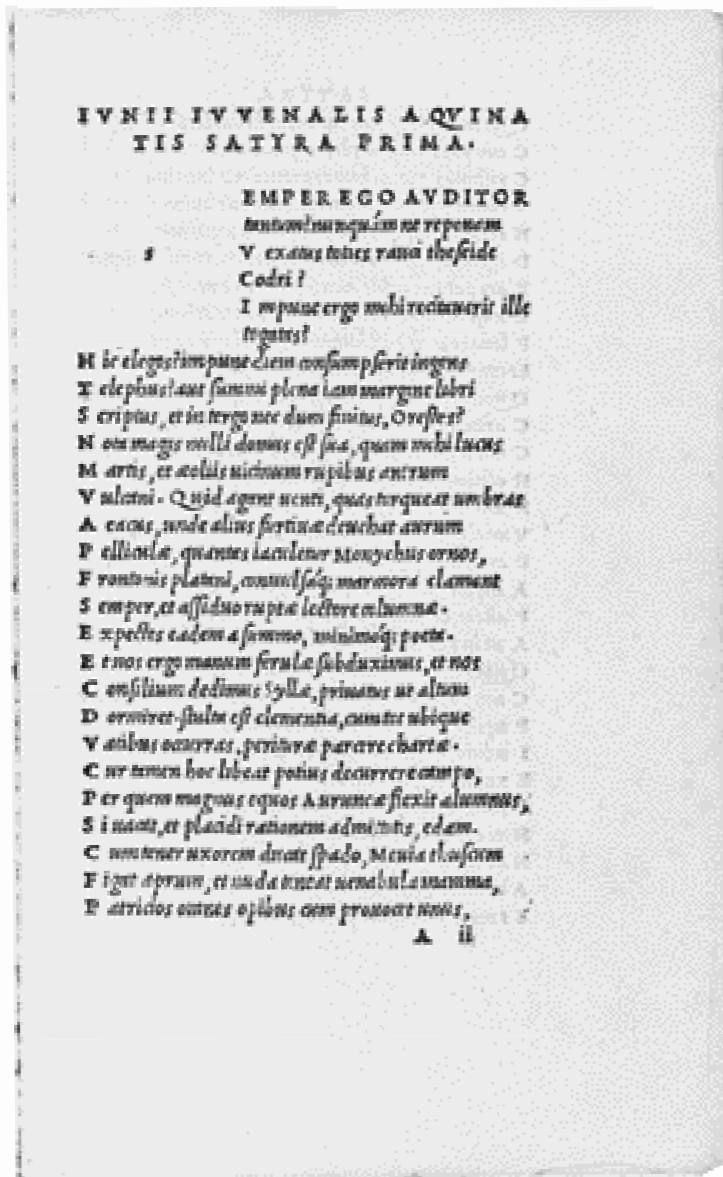 IVNII IVVENALIS AQVINA
TIS SATYRA PRIMA.
EMPER EGO AVDITOR
tantum? nunquám ne reponam
s V exatus toties rauci theseide
Codri?
I mpune ergo mihi recitauerit ille
togatas?
H ic elegos? impune diem consumpserit ingens
T elephus? aut summi plena iam margine libri
S criptus, et in tergo nec dum finitus, Orestes?
N ota magis nulli domus est sua, quam mihi lucus
M artis, et æoliis uicinum rupibus antrum
V ulcani. Quid agant uenti, quas torqueat umbras
A eacus, unde alius furtiuæ deuehat aurum
P elliculæ, quantas iaculetur Monychus ornos,
F rontonis platani, conuulsaq; marmora clamant
S emper, et assiduo ruptæ lectore columnæ.
E xpectes eadem a summo, minimoq; poeta.
E t nos ergo manum ferulæ subduximus, et nos
C onsilium dedimus Syllæ, priuatus ut altum
D ormiret. stulta est clementia, cum tot ubique
V atibus occurras, periturae parcere chartæ.
C ur tamen hoc libeat potius decurrere campo,
P er quem magnus equos Auruncæ flexit alumnus,
S i uacat, et placidi rationem admittitis, edam.
C um tener uxorem ducat spado, Meuia thuscum
F igat aprum, et nuda teneat uenabula mamma,
P atricios omnes opibus cum prouocet unus,
A ii